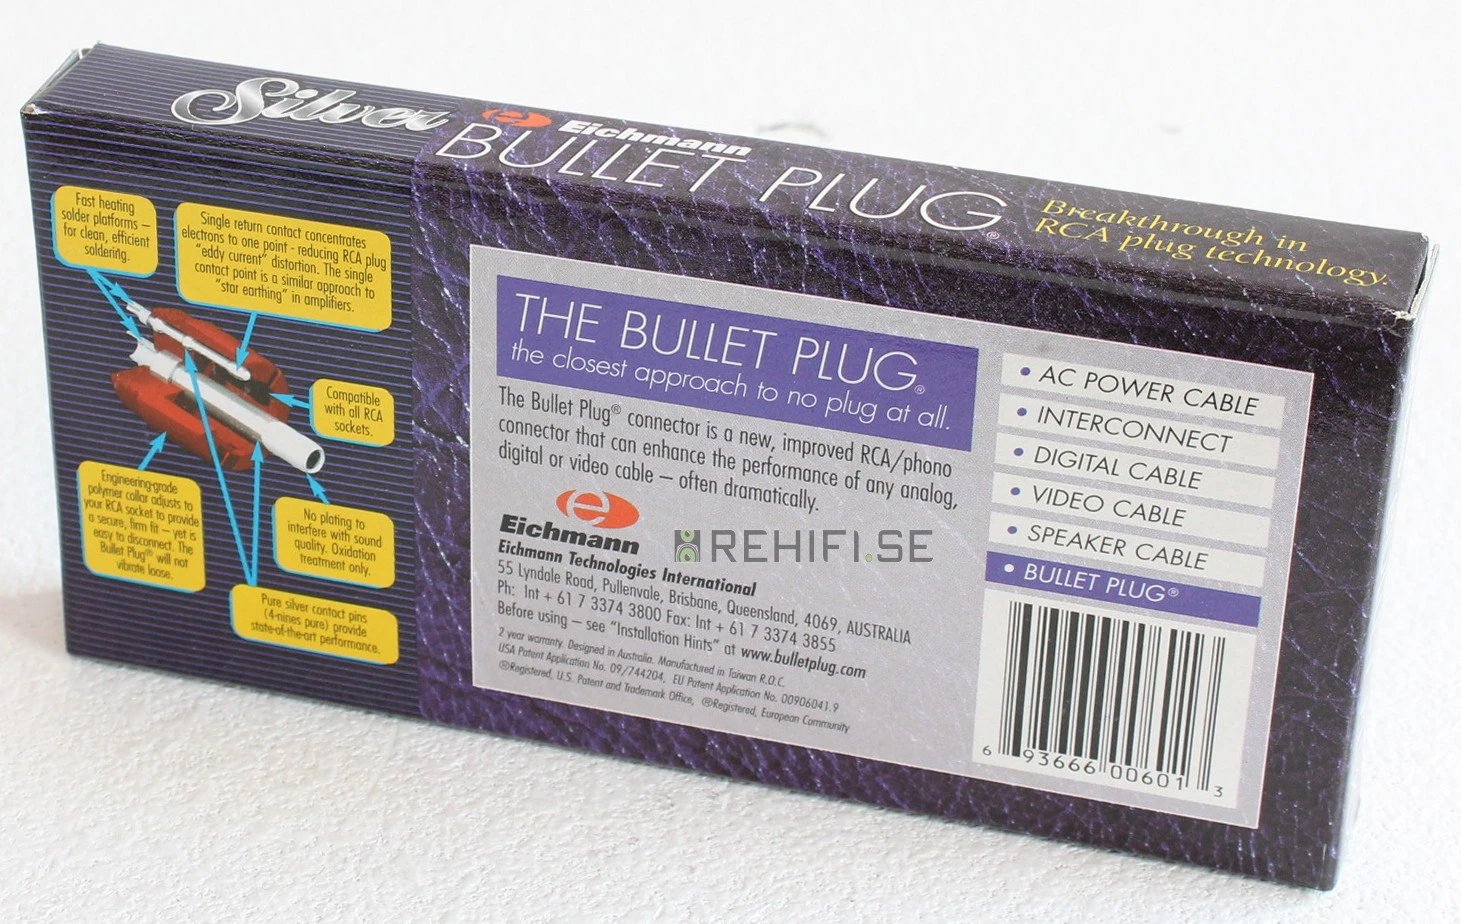 Silver
e
Eichmann
BULLET PLUG®
Breakthrough in
RCA plug technology.
Fast heating
solder platforms –
for clean, efficient
soldering.
Single return contact concentrates
electrons to one point - reducing RCA plug
"eddy current" distortion. The single
contact point is a similar approach to
"star earthing" in amplifiers.
Compatible
with all RCA
sockets.
Engineering-grade
polymer collar adjusts to
your RCA socket to provide
a secure, firm fit – yet is
easy to disconnect. The
Bullet Plug® will not
vibrate loose.
No plating to
interfere with sound
quality. Oxidation
treatment only.
Pure silver contact pins
(4-nines pure) provide
state-of-the-art performance.
THE BULLET PLUG®
the closest approach to no plug at all.
The Bullet Plug® connector is a new, improved RCA/phono
connector that can enhance the performance of any analog,
digital or video cable – often dramatically.
e
Eichmann
REHIFI.SE
Eichmann Technologies International
55 Lyndale Road, Pullenvale, Brisbane, Queensland, 4069, AUSTRALIA
Ph: Int + 61 7 3374 3800 Fax: Int + 61 7 3374 3855
Before using – see "Installation Hints" at www.bulletplug.com
2 year warranty. Designed in Australia. Manufactured in Taiwan R.O.C.
USA Patent Application No. 09/744204, EU Patent Application No. 00906041.9
®Registered, U.S. Patent and Trademark Office, ®Registered, European Community
• AC POWER CABLE
• INTERCONNECT
• DIGITAL CABLE
• VIDEO CABLE
• SPEAKER CABLE
• BULLET PLUG®
6 93666 00601 3